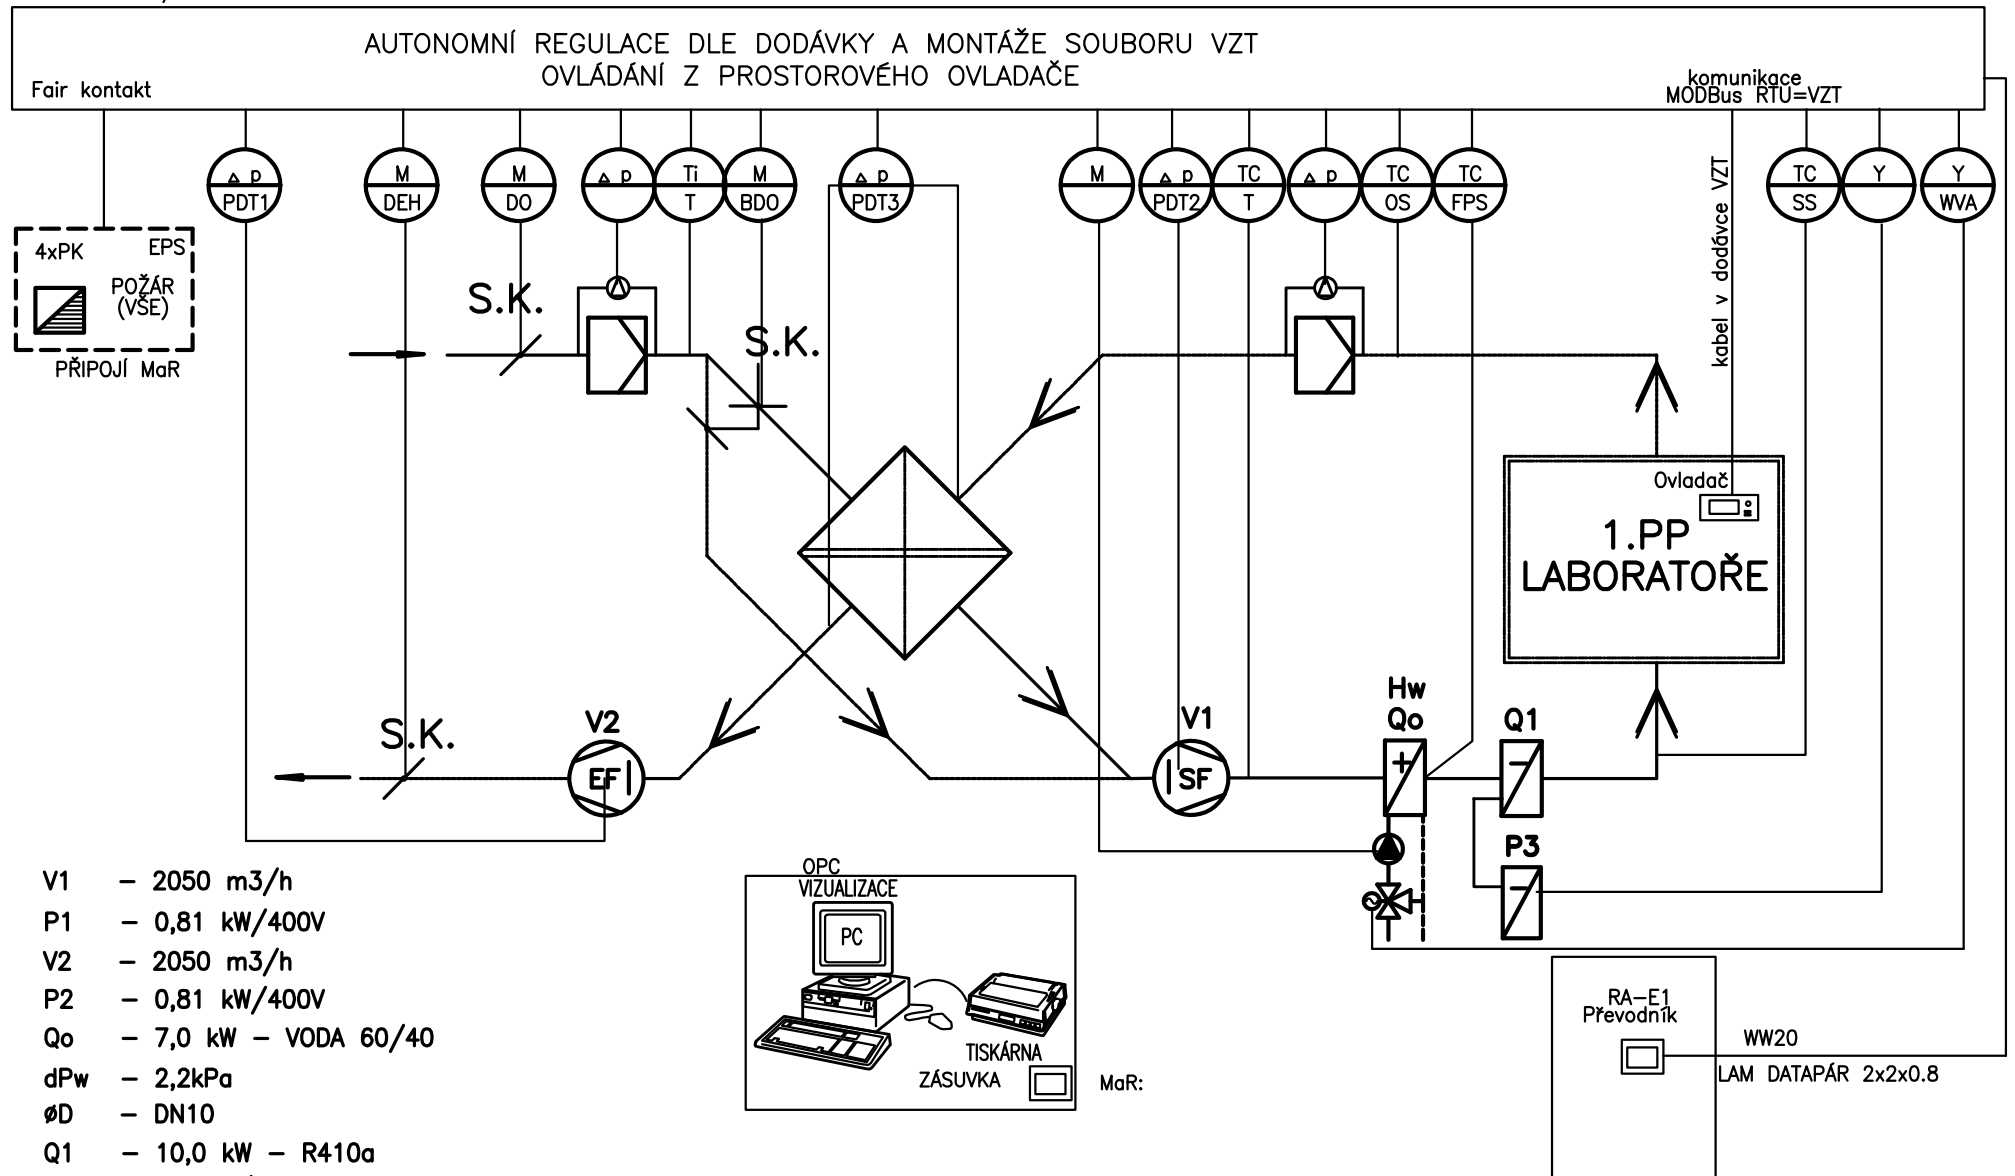 AUTONOMNÍ REGULACE DLE DODÁVKY A MONTÁŽE SOUBORU VZT
OVLÁDÁNÍ Z PROSTOROVÉHO OVLADAČE
Fair kontakt
komunikace
MODBus RTU=VZT
△ p
PDT1
M
DEH
M
DO
△ p
Ti
T
M
BDO
△ p
PDT3
M
△ p
PDT2
TC
T
△ p
TC
OS
TC
FPS
kabel v dodávce VZT
TC
SS
Y
Y
WVA
4xPK
EPS
POŽÁR
(VŠE)
PŘIPOJÍ MaR
S.K.
S.K.
Ovladač
1.PP
LABORATOŘE
S.K.
V2
EF
V1
SF
Hw
Qo
Q1
P3
V1 – 2050 m3/h
P1 – 0,81 kW/400V
V2 – 2050 m3/h
P2 – 0,81 kW/400V
Qo – 7,0 kW – VODA 60/40
dPw – 2,2kPa
øD – DN10
Q1 – 10,0 kW – R410a
OPC
VIZUALIZACE
PC
TISKÁRNA
ZÁSUVKA
MaR:
RA–E1
Převodník
WW20
LAM DATAPÁR 2x2x0.8